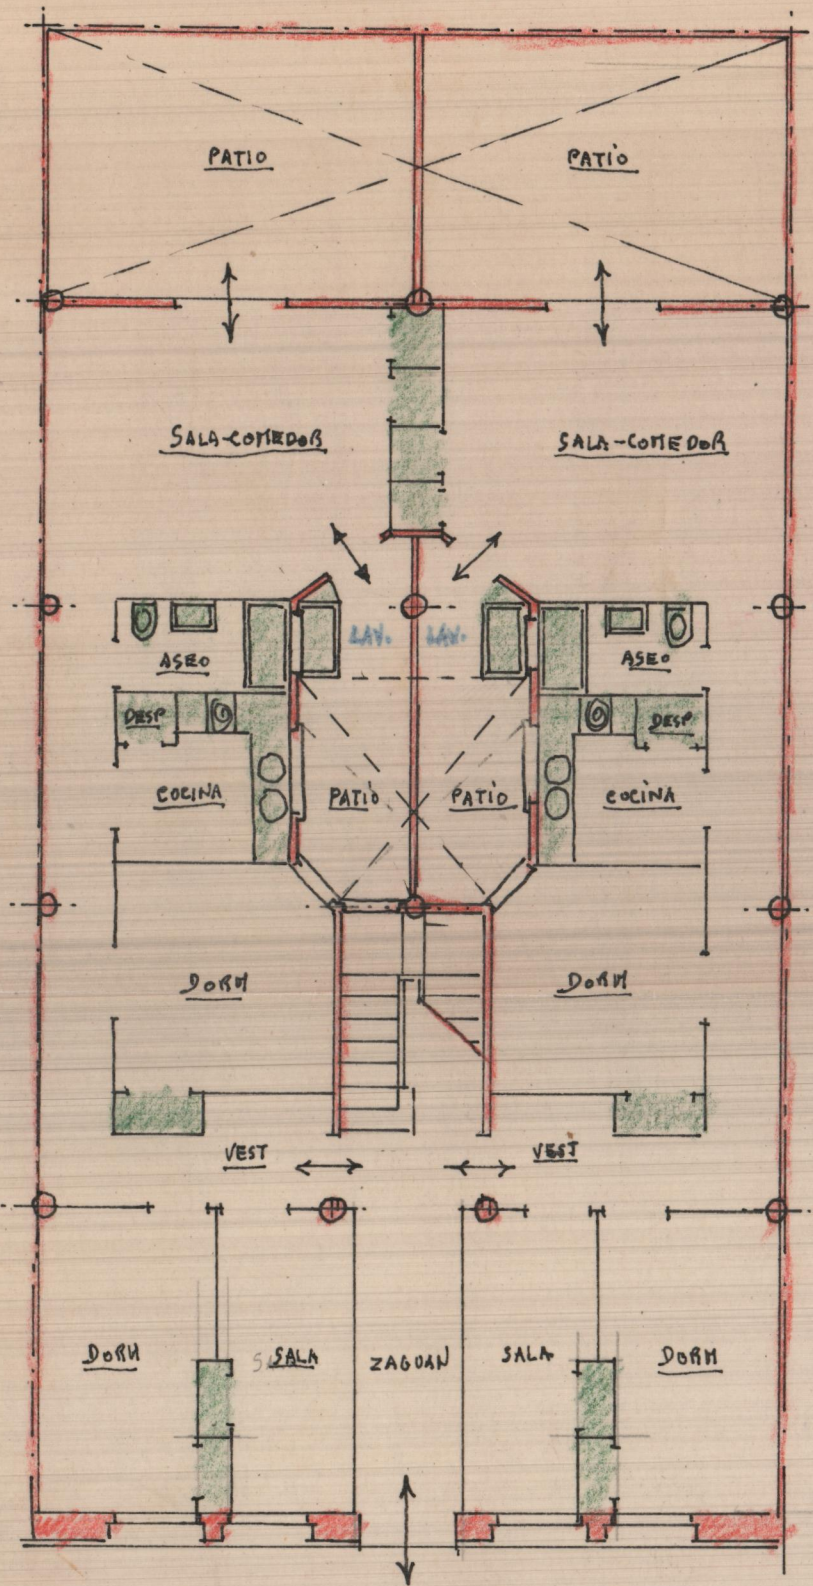 PATIO PATIO
SALA-COMEDOR SALA-COMEDOR
LAV. LAV.
ASEO ASEO
DESP DESP
COCINA PATIO PATIO COCINA
DORM DORM
VEST VEST
DORM SALA ZAGUAN SALA DORM